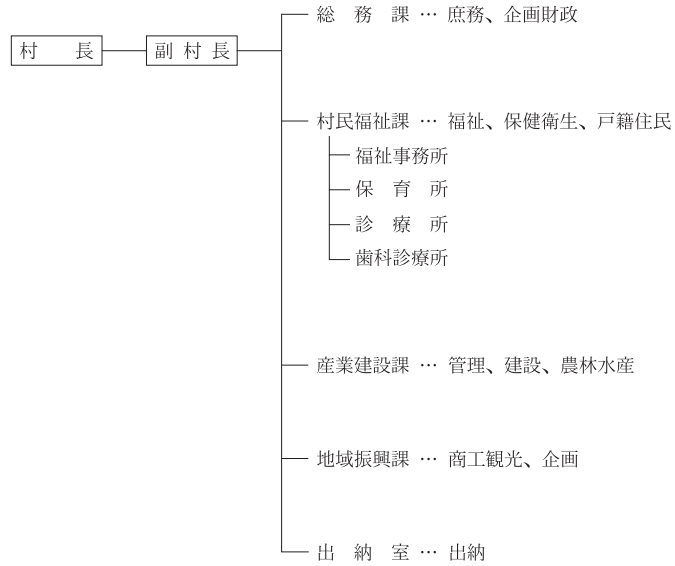 総務課 … 庶務、企画財政
村長
副村長
村民福祉課 … 福祉、保健衛生、戸籍住民
福祉事務所
保育所
診療所
歯科診療所
産業建設課 … 管理、建設、農林水産
地域振興課 … 商工観光、企画
出納室 … 出納